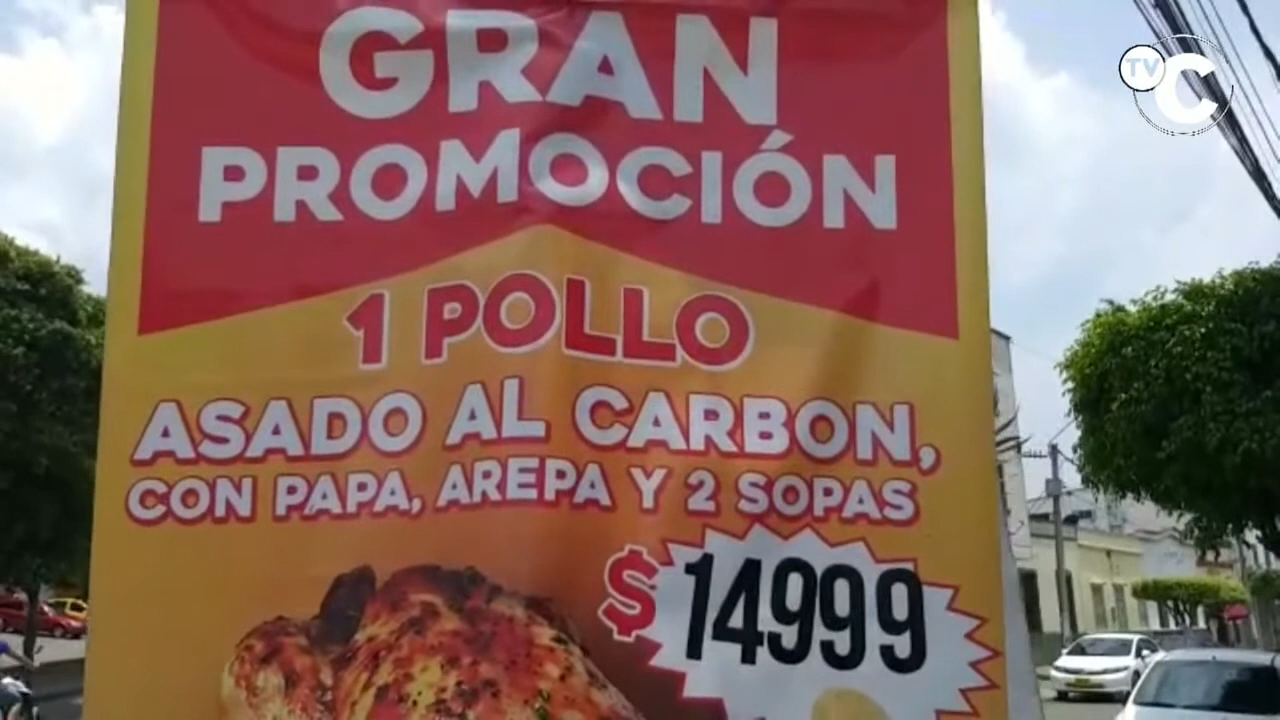 TV C
GRAN
PROMOCIÓN
1 POLLO
ASADO AL CARBON,
CON PAPA, AREPA Y 2 SOPAS
$ 14999